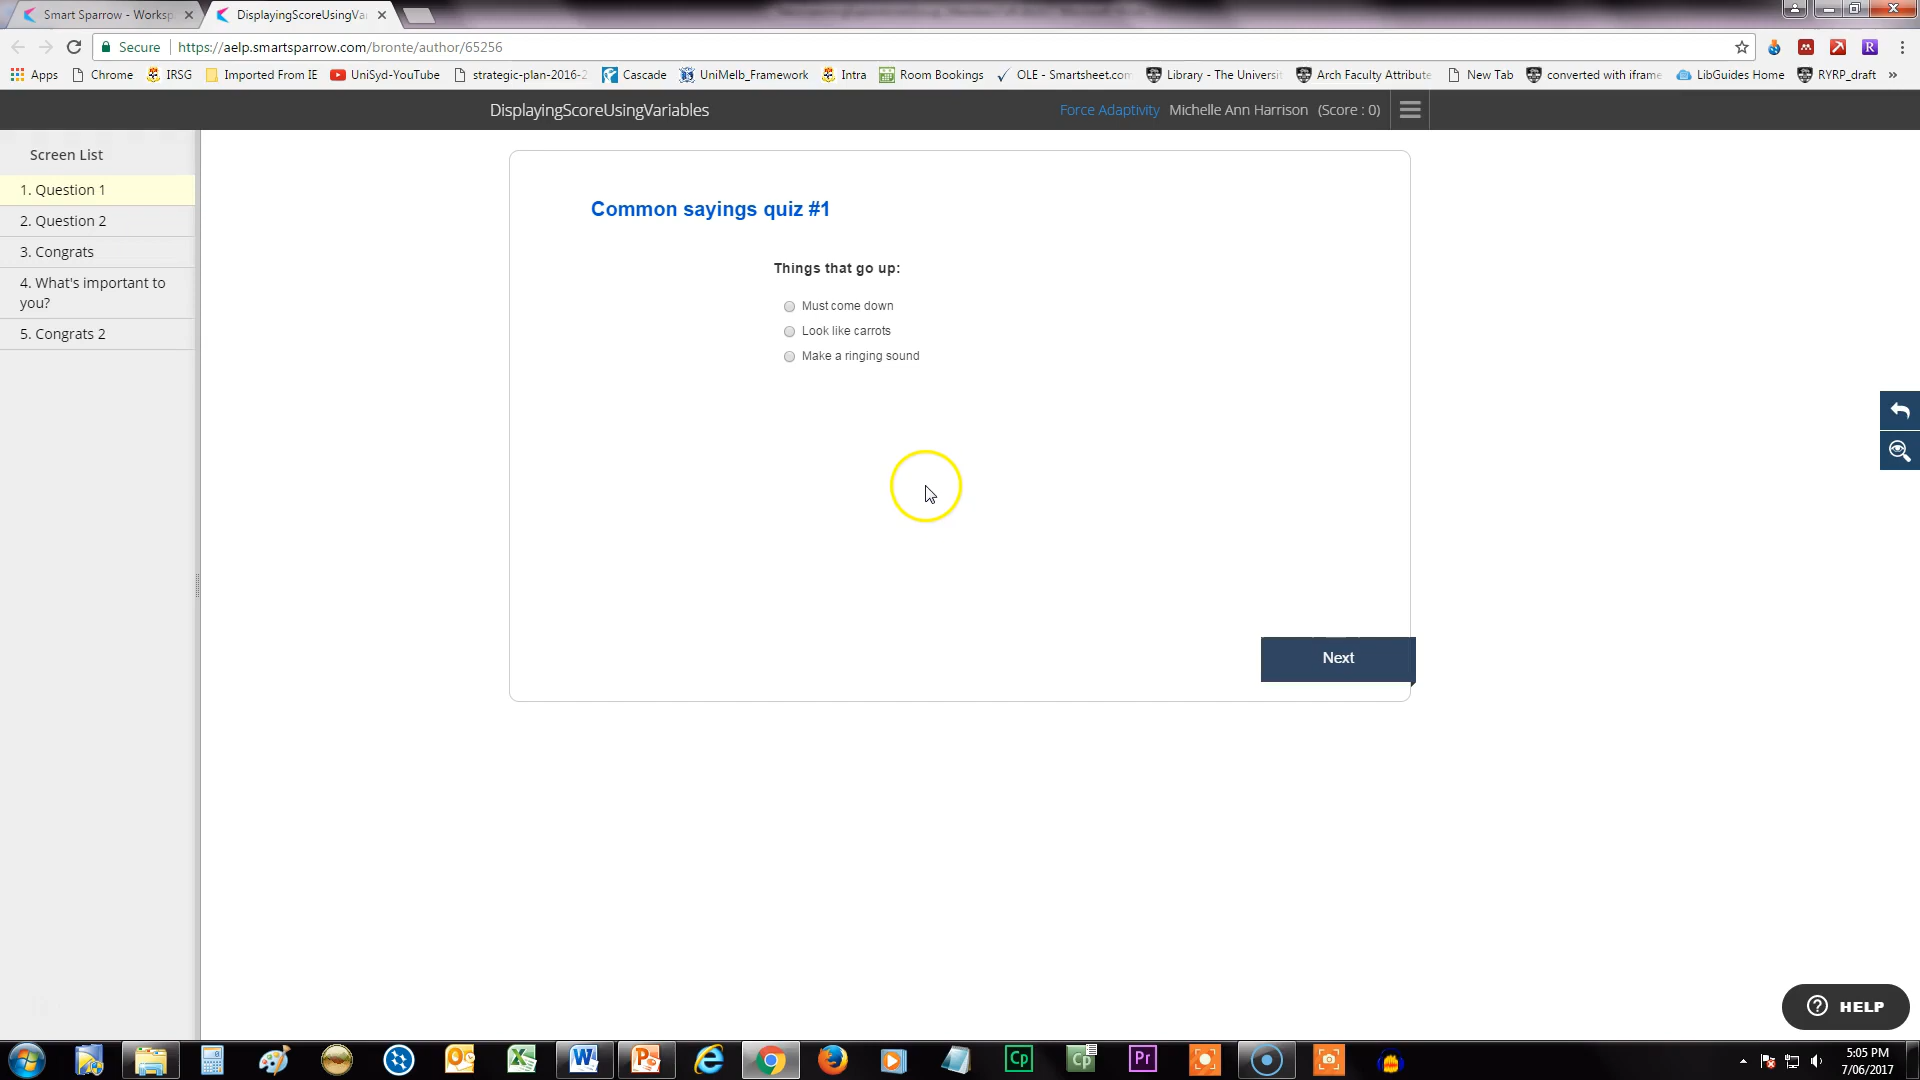 Smart Sparrow - Worksp
DisplayingScoreUsingVa
Secure
https://aelp.smartsparrow.com/bronte/author/65256
Apps
Chrome
IRSG
Imported From IE
UniSyd-YouTube
strategic-plan-2016-2
Cascade
UniMelb_Framework
Intra
Room Bookings
OLE - Smartsheet.com
Library - The Universi
Arch Faculty Attribute
New Tab
converted with iframe
LibGuides Home
RYRP_draft
»
DisplayingScoreUsingVariables
Force Adaptivity
Michelle Ann Harrison
(Score : 0)
Screen List
1. Question 1
2. Question 2
3. Congrats
4. What's important to
you?
5. Congrats 2
Common sayings quiz #1
Things that go up:
Must come down
Look like carrots
Make a ringing sound
Next
HELP
5:05 PM
7/06/2017